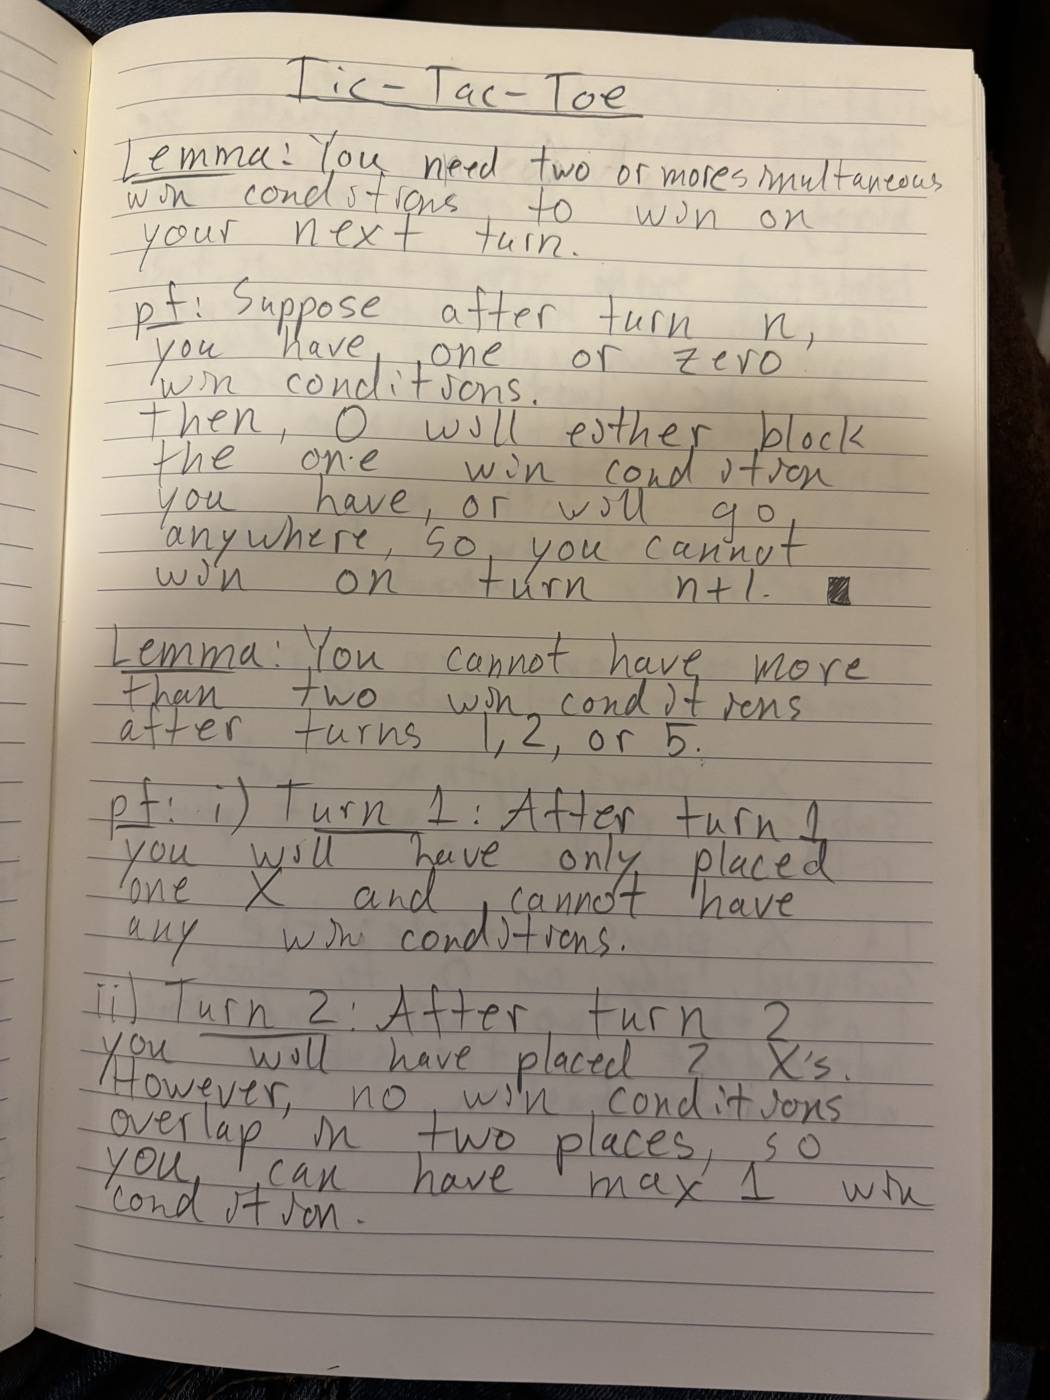 Tic-Tac-Toe
Lemma: You need two or more simultaneous
win conditions to win on
your next turn.
pf: Suppose after turn n,
you have one or zero
win conditions.
then, O will either block
the one win condition
you have, or will go
anywhere, so you cannot
win on turn n+1.
Lemma: You cannot have more
than two win conditions
after turns 1, 2, or 5.
pf: i) Turn 1: After turn 1
you will have only placed
one X and cannot have
any win conditions.
ii) Turn 2: After turn 2
you will have placed 2 X's.
However, no win conditions
overlap in two places, so
you can have max 1 win
condition.